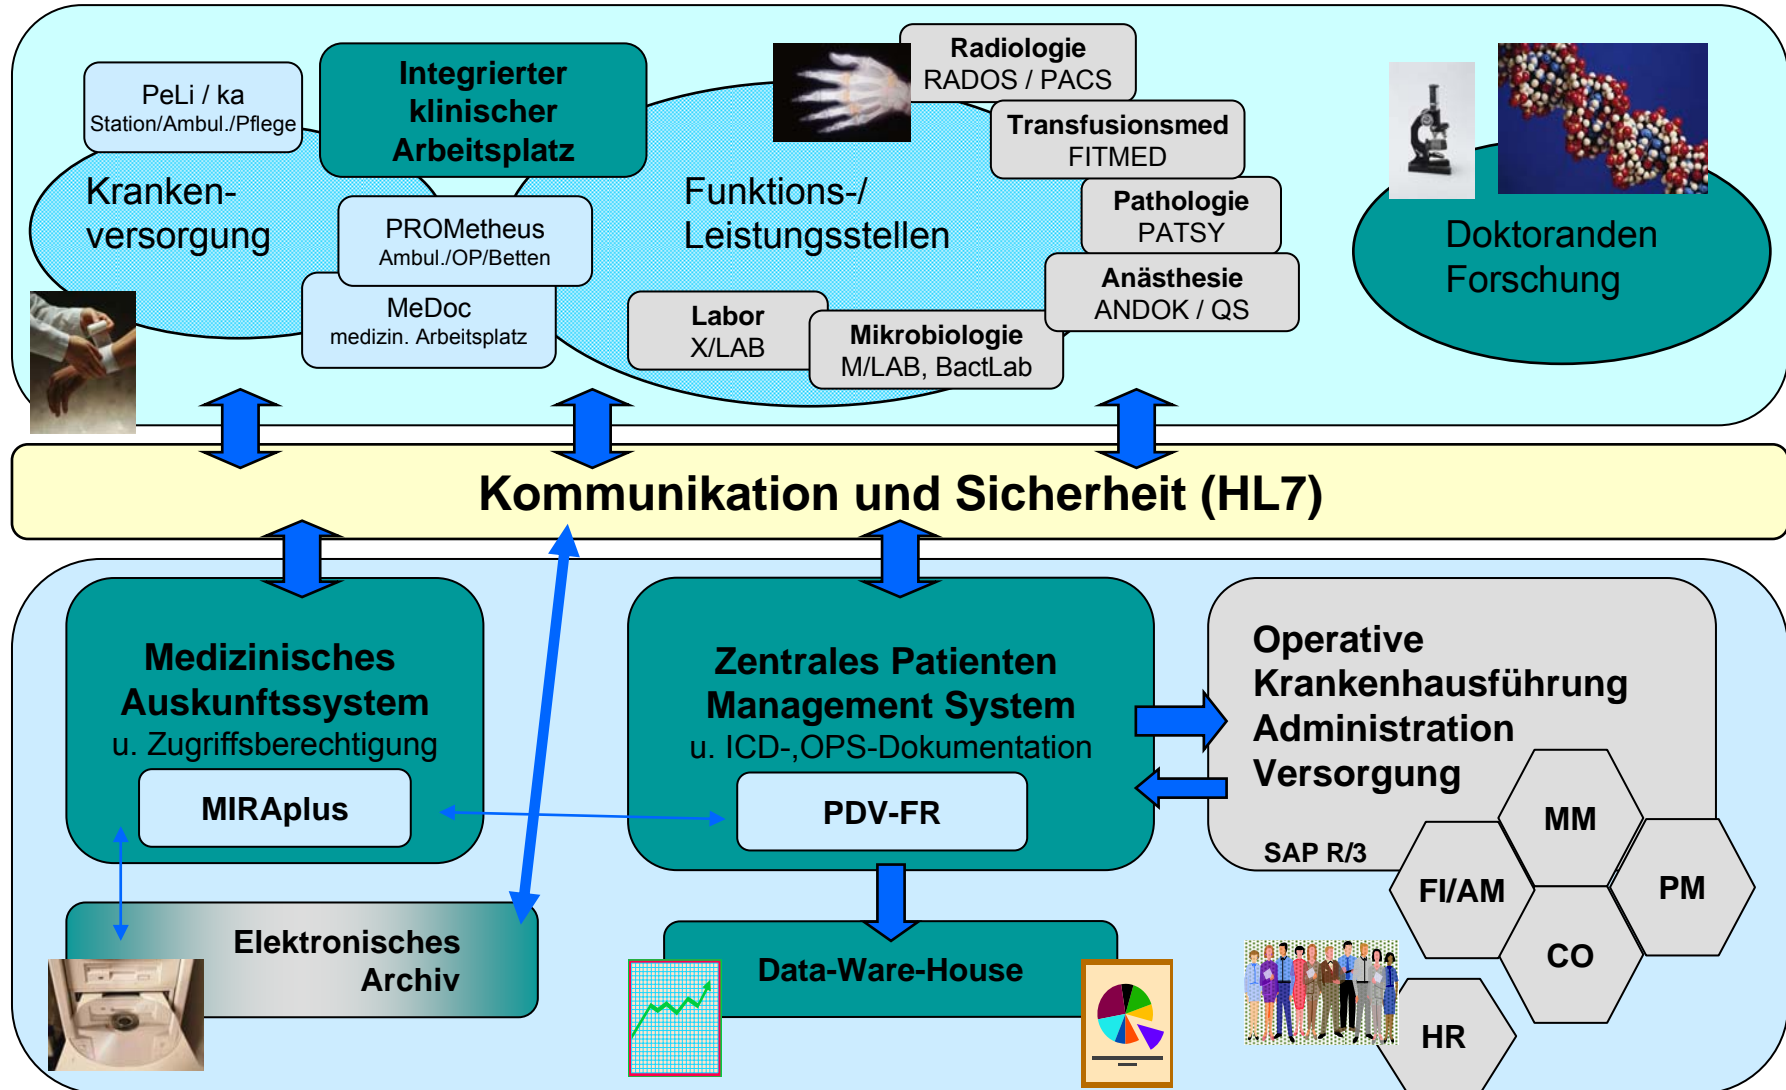 PeLi / ka
Station/Ambul./Pflege
Integrierter
klinischer
Arbeitsplatz
Radiologie
RADOS / PACS
Transfusionsmed
FITMED
Pathologie
PATSY
Anästhesie
ANDOK / QS
Kranken-
versorgung
PROMetheus
Ambul./OP/Betten
MeDoc
medizin. Arbeitsplatz
Funktions-/
Leistungsstellen
Labor
X/LAB
Mikrobiologie
M/LAB, BactLab
Doktoranden
Forschung
Kommunikation und Sicherheit (HL7)
Medizinisches
Auskunftssystem
u. Zugriffsberechtigung
MIRAplus
Zentrales Patienten
Management System
u. ICD-,OPS-Dokumentation
PDV-FR
Operative
Krankenhausführung
Administration
Versorgung
SAP R/3
MM
FI/AM
PM
CO
HR
Elektronisches
Archiv
Data-Ware-House